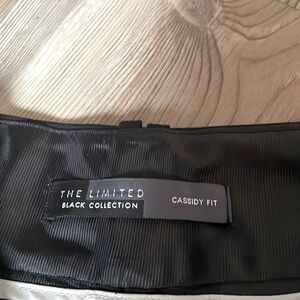 THE LIMITED
BLACK COLLECTION
CASSIDY FIT